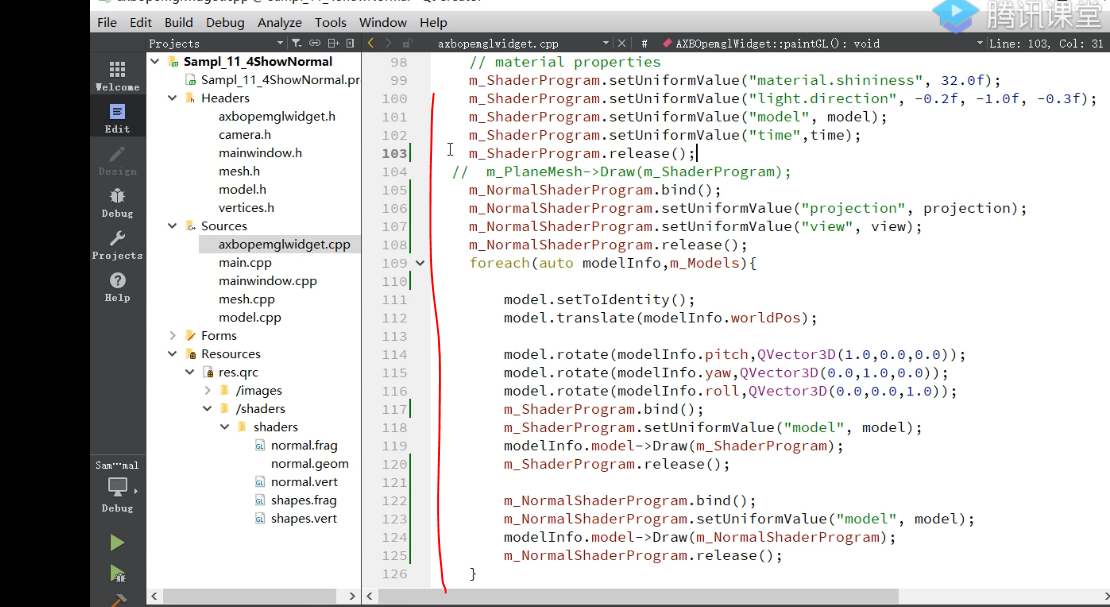 腾讯课堂
File Edit Build Debug Analyze Tools Window Help
Projects
axbopenglwidget.cpp
# AXBOpenglWidget::paintGL(): void
Line: 103, Col: 31
Welcome
Edit
Design
Debug
Projects
Help
Sam···mal
Debug
Sampl_11_4ShowNormal
Sampl_11_4ShowNormal.pr
Headers
axbopemglwidget.h
camera.h
mainwindow.h
mesh.h
model.h
vertices.h
Sources
axbopemglwidget.cpp
main.cpp
mainwindow.cpp
mesh.cpp
model.cpp
Forms
Resources
res.qrc
/images
/shaders
shaders
normal.frag
normal.geom
normal.vert
shapes.frag
shapes.vert
98 // material properties
99 m_ShaderProgram.setUniformValue("material.shininess", 32.0f);
100 m_ShaderProgram.setUniformValue("light.direction", -0.2f, -1.0f, -0.3f);
101 m_ShaderProgram.setUniformValue("model", model);
102 m_ShaderProgram.setUniformValue("time",time);
103 m_ShaderProgram.release();
104 // m_PlaneMesh->Draw(m_ShaderProgram);
105 m_NormalShaderProgram.bind();
106 m_NormalShaderProgram.setUniformValue("projection", projection);
107 m_NormalShaderProgram.setUniformValue("view", view);
108 m_NormalShaderProgram.release();
109 foreach(auto modelInfo,m_Models){
110
111 model.setToIdentity();
112 model.translate(modelInfo.worldPos);
113
114 model.rotate(modelInfo.pitch,QVector3D(1.0,0.0,0.0));
115 model.rotate(modelInfo.yaw,QVector3D(0.0,1.0,0.0));
116 model.rotate(modelInfo.roll,QVector3D(0.0,0.0,1.0));
117 m_ShaderProgram.bind();
118 m_ShaderProgram.setUniformValue("model", model);
119 modelInfo.model->Draw(m_ShaderProgram);
120 m_ShaderProgram.release();
121
122 m_NormalShaderProgram.bind();
123 m_NormalShaderProgram.setUniformValue("model", model);
124 modelInfo.model->Draw(m_NormalShaderProgram);
125 m_NormalShaderProgram.release();
126 }